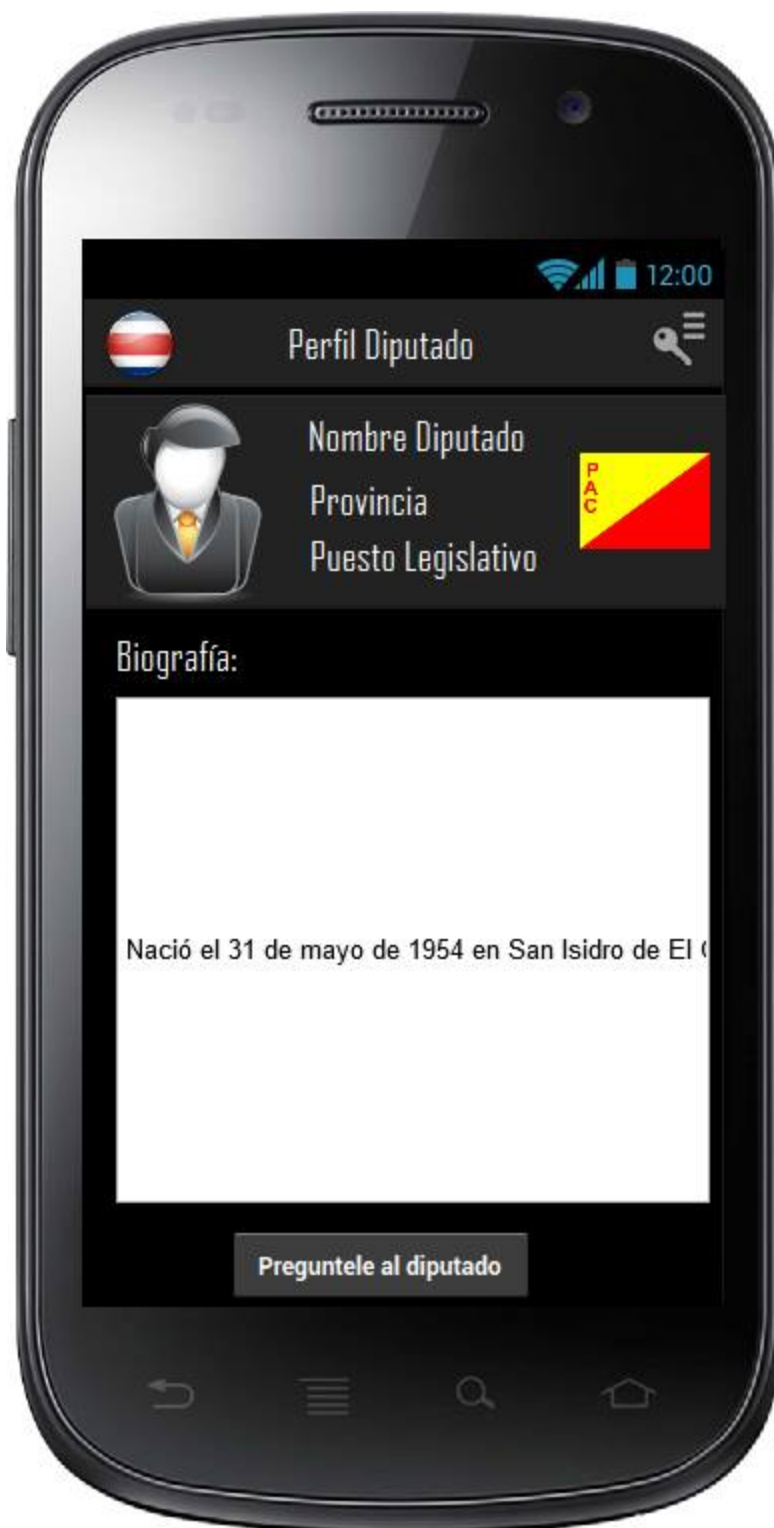 12:00
Perfil Diputado
Nombre Diputado
Provincia
Puesto Legislativo
PAC
Biografía:
Nació el 31 de mayo de 1954 en San Isidro de El
Preguntele al diputado